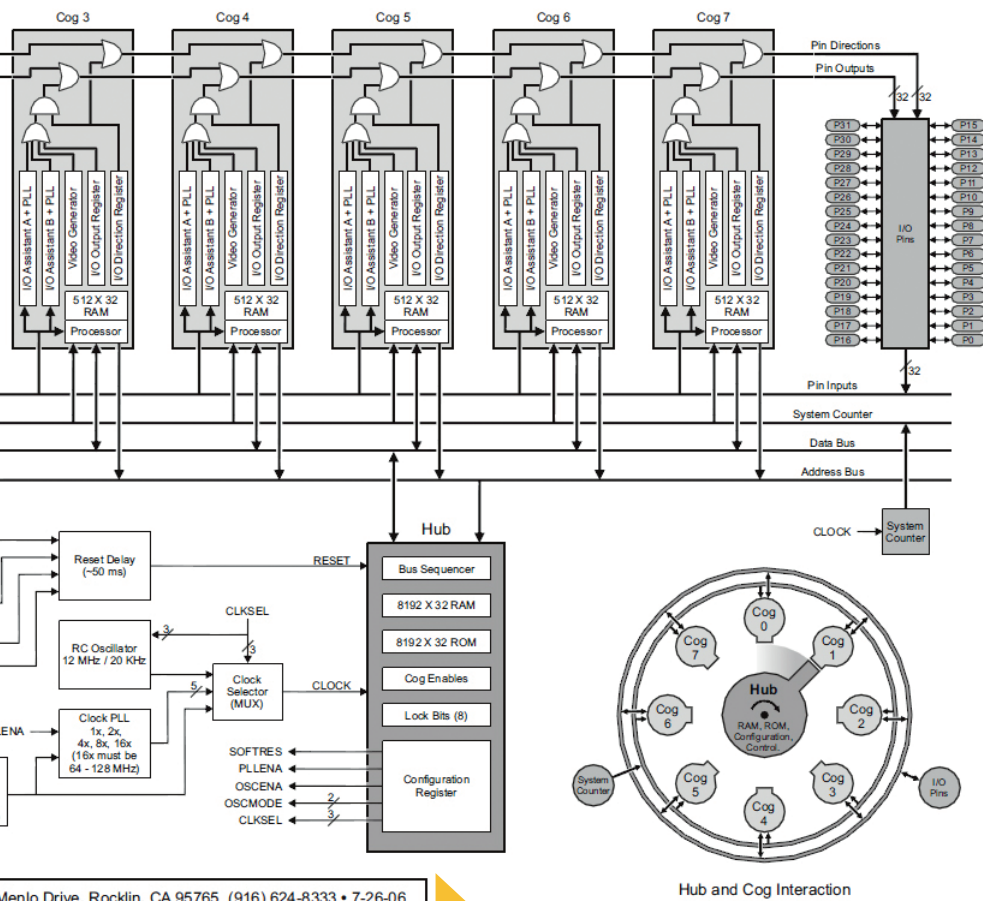 Cog 3
Cog 4
Cog 5
Cog 6
Cog 7
Pin Directions
Pin Outputs
32
32
I/O Assistant A + PLL
I/O Assistant B + PLL
Video Generator
I/O Output Register
I/O Direction Register
512 X 32
RAM
Processor
I/O Assistant A + PLL
I/O Assistant B + PLL
Video Generator
I/O Output Register
I/O Direction Register
512 X 32
RAM
Processor
I/O Assistant A + PLL
I/O Assistant B + PLL
Video Generator
I/O Output Register
I/O Direction Register
512 X 32
RAM
Processor
I/O Assistant A + PLL
I/O Assistant B + PLL
Video Generator
I/O Output Register
I/O Direction Register
512 X 32
RAM
Processor
I/O Assistant A + PLL
I/O Assistant B + PLL
Video Generator
I/O Output Register
I/O Direction Register
512 X 32
RAM
Processor
P31
P30
P29
P28
P27
P26
P25
P24
P23
P22
P21
P20
P19
P18
P17
P16
I/O
Pins
P15
P14
P13
P12
P11
P10
P9
P8
P7
P6
P5
P4
P3
P2
P1
P0
32
Pin Inputs
System Counter
Data Bus
Address Bus
CLOCK
System
Counter
Reset Delay
(~50 ms)
RESET
CLKSEL
3
3
RC Oscillator
12 MHz / 20 KHz
5
Clock
Selector
(MUX)
CLOCK
ENA
Clock PLL
1x, 2x,
4x, 8x, 16x
(16x must be
64 - 128 MHz)
Hub
Bus Sequencer
8192 X 32 RAM
8192 X 32 ROM
Cog Enables
Lock Bits (8)
Configuration
Register
SOFTRES
PLLENA
OSCENA
OSCMODE
2
CLKSEL
3
Cog
0
Cog
1
Cog
2
Cog
3
Cog
4
Cog
5
Cog
6
Cog
7
Hub
RAM, ROM,
Configuration,
Control.
System
Counter
I/O
Pins
Hub and Cog Interaction
Menlo Drive, Rocklin, CA 95765, (916) 624-8333 • 7-26-06